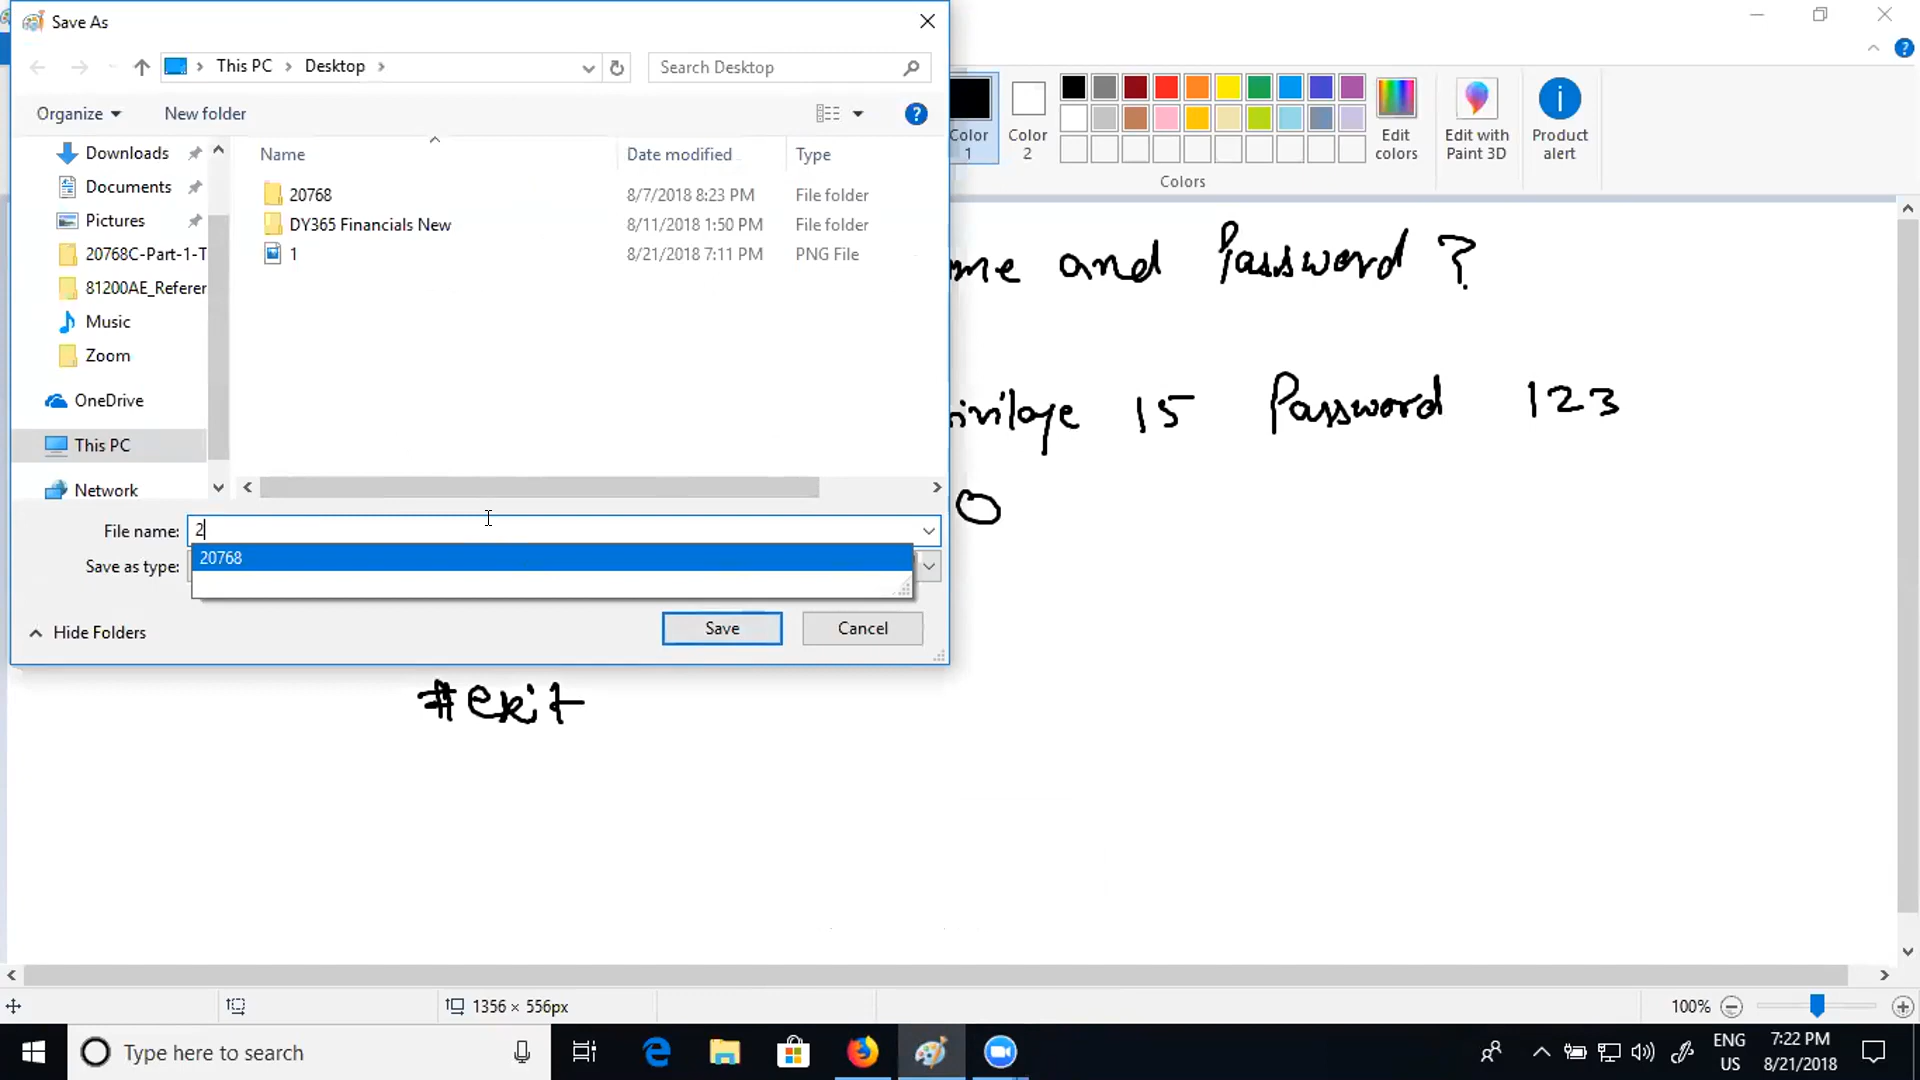 Save As
This PC > Desktop >
Search Desktop
Organize
New folder
Name
Date modified
Type
Downloads
Documents
Pictures
20768C-Part-1-T
81200AE_Referer
Music
Zoom
OneDrive
This PC
Network
20768 8/7/2018 8:23 PM File folder
DY365 Financials New 8/11/2018 1:50 PM File folder
1 8/21/2018 7:11 PM PNG File
File name: 2
20768
Save as type:
Hide Folders
Save
Cancel
Color 1
Color 2
Edit colors
Edit with Paint 3D
Product alert
Colors
me and Password ?
ivilage 15 Password 123
0
#exit
1356 × 556px
100%
Type here to search
ENG
US
7:22 PM
8/21/2018